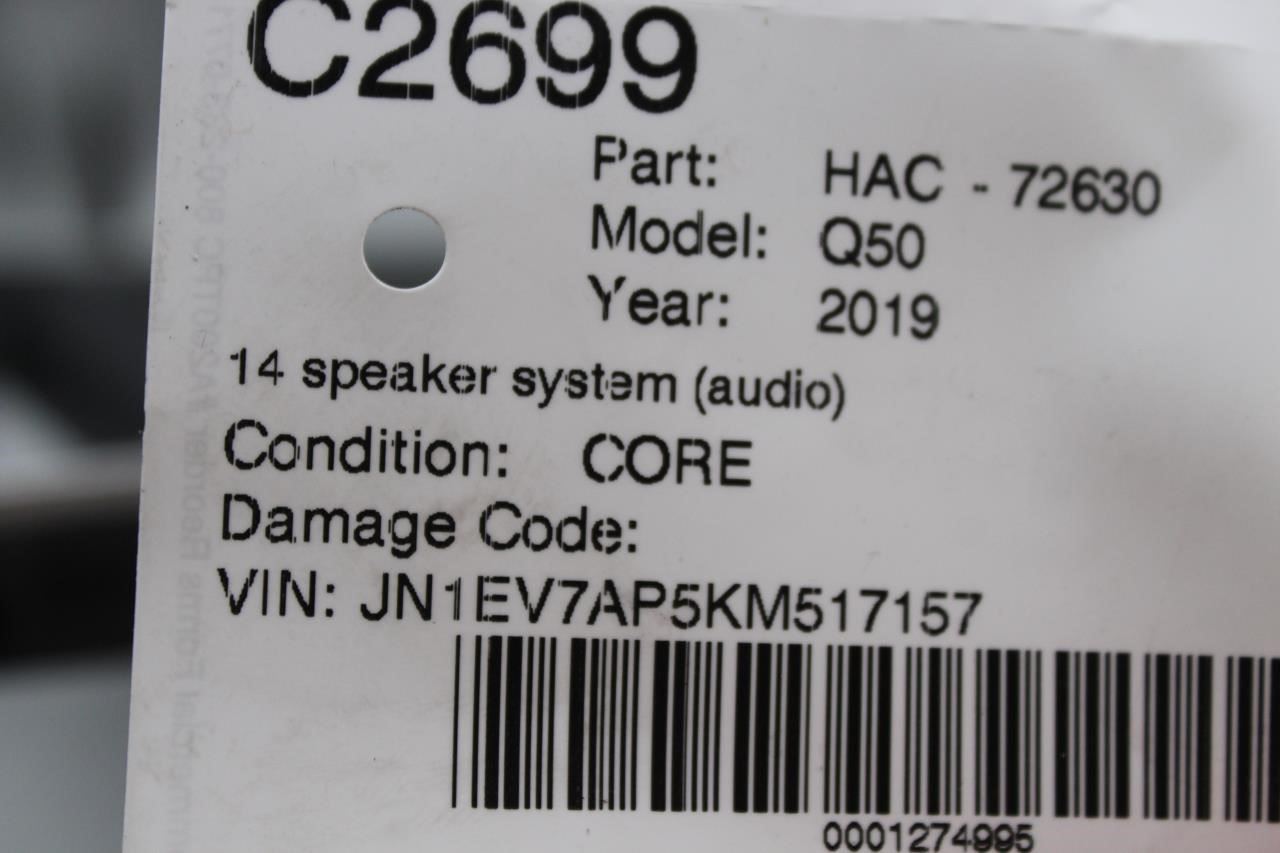 C2699
Part: HAC - 72630
Model: Q50
Year: 2019
14 speaker system (audio)
Condition: CORE
Damage Code:
VIN: JN1EV7AP5KM517157
0001274995